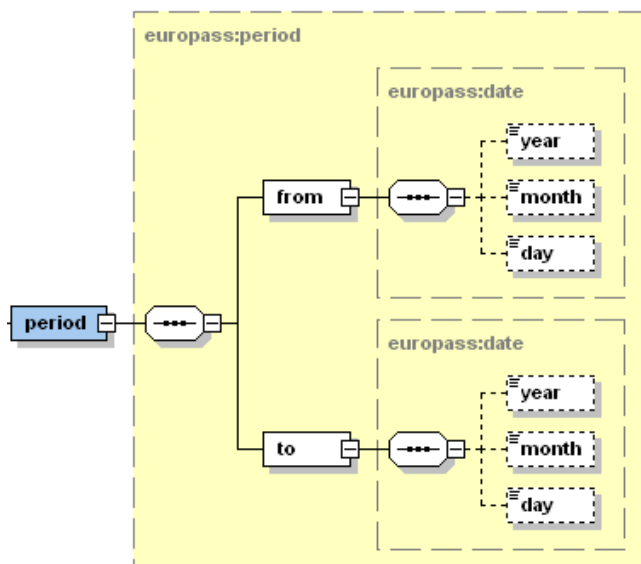 europass:period
europass:date
year
from
month
day
period
europass:date
year
to
month
day